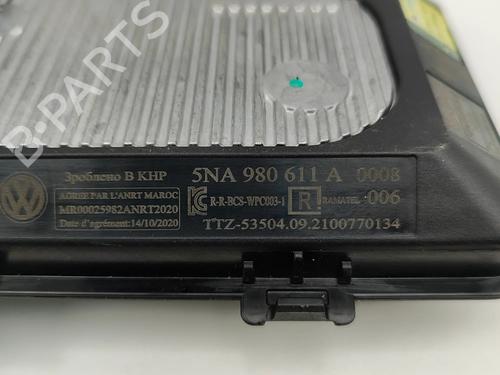 B-PARTS
Зроблено В КНР
5NA 980 611 A 0008
AGREE PAR L'ANRT MAROC
MR00025982ANRT2020
Date d'agrément:14/10/2020
R-R-BCS-WPC003-1
R
RAMATEL
006
TTZ-53504.09.2100770134